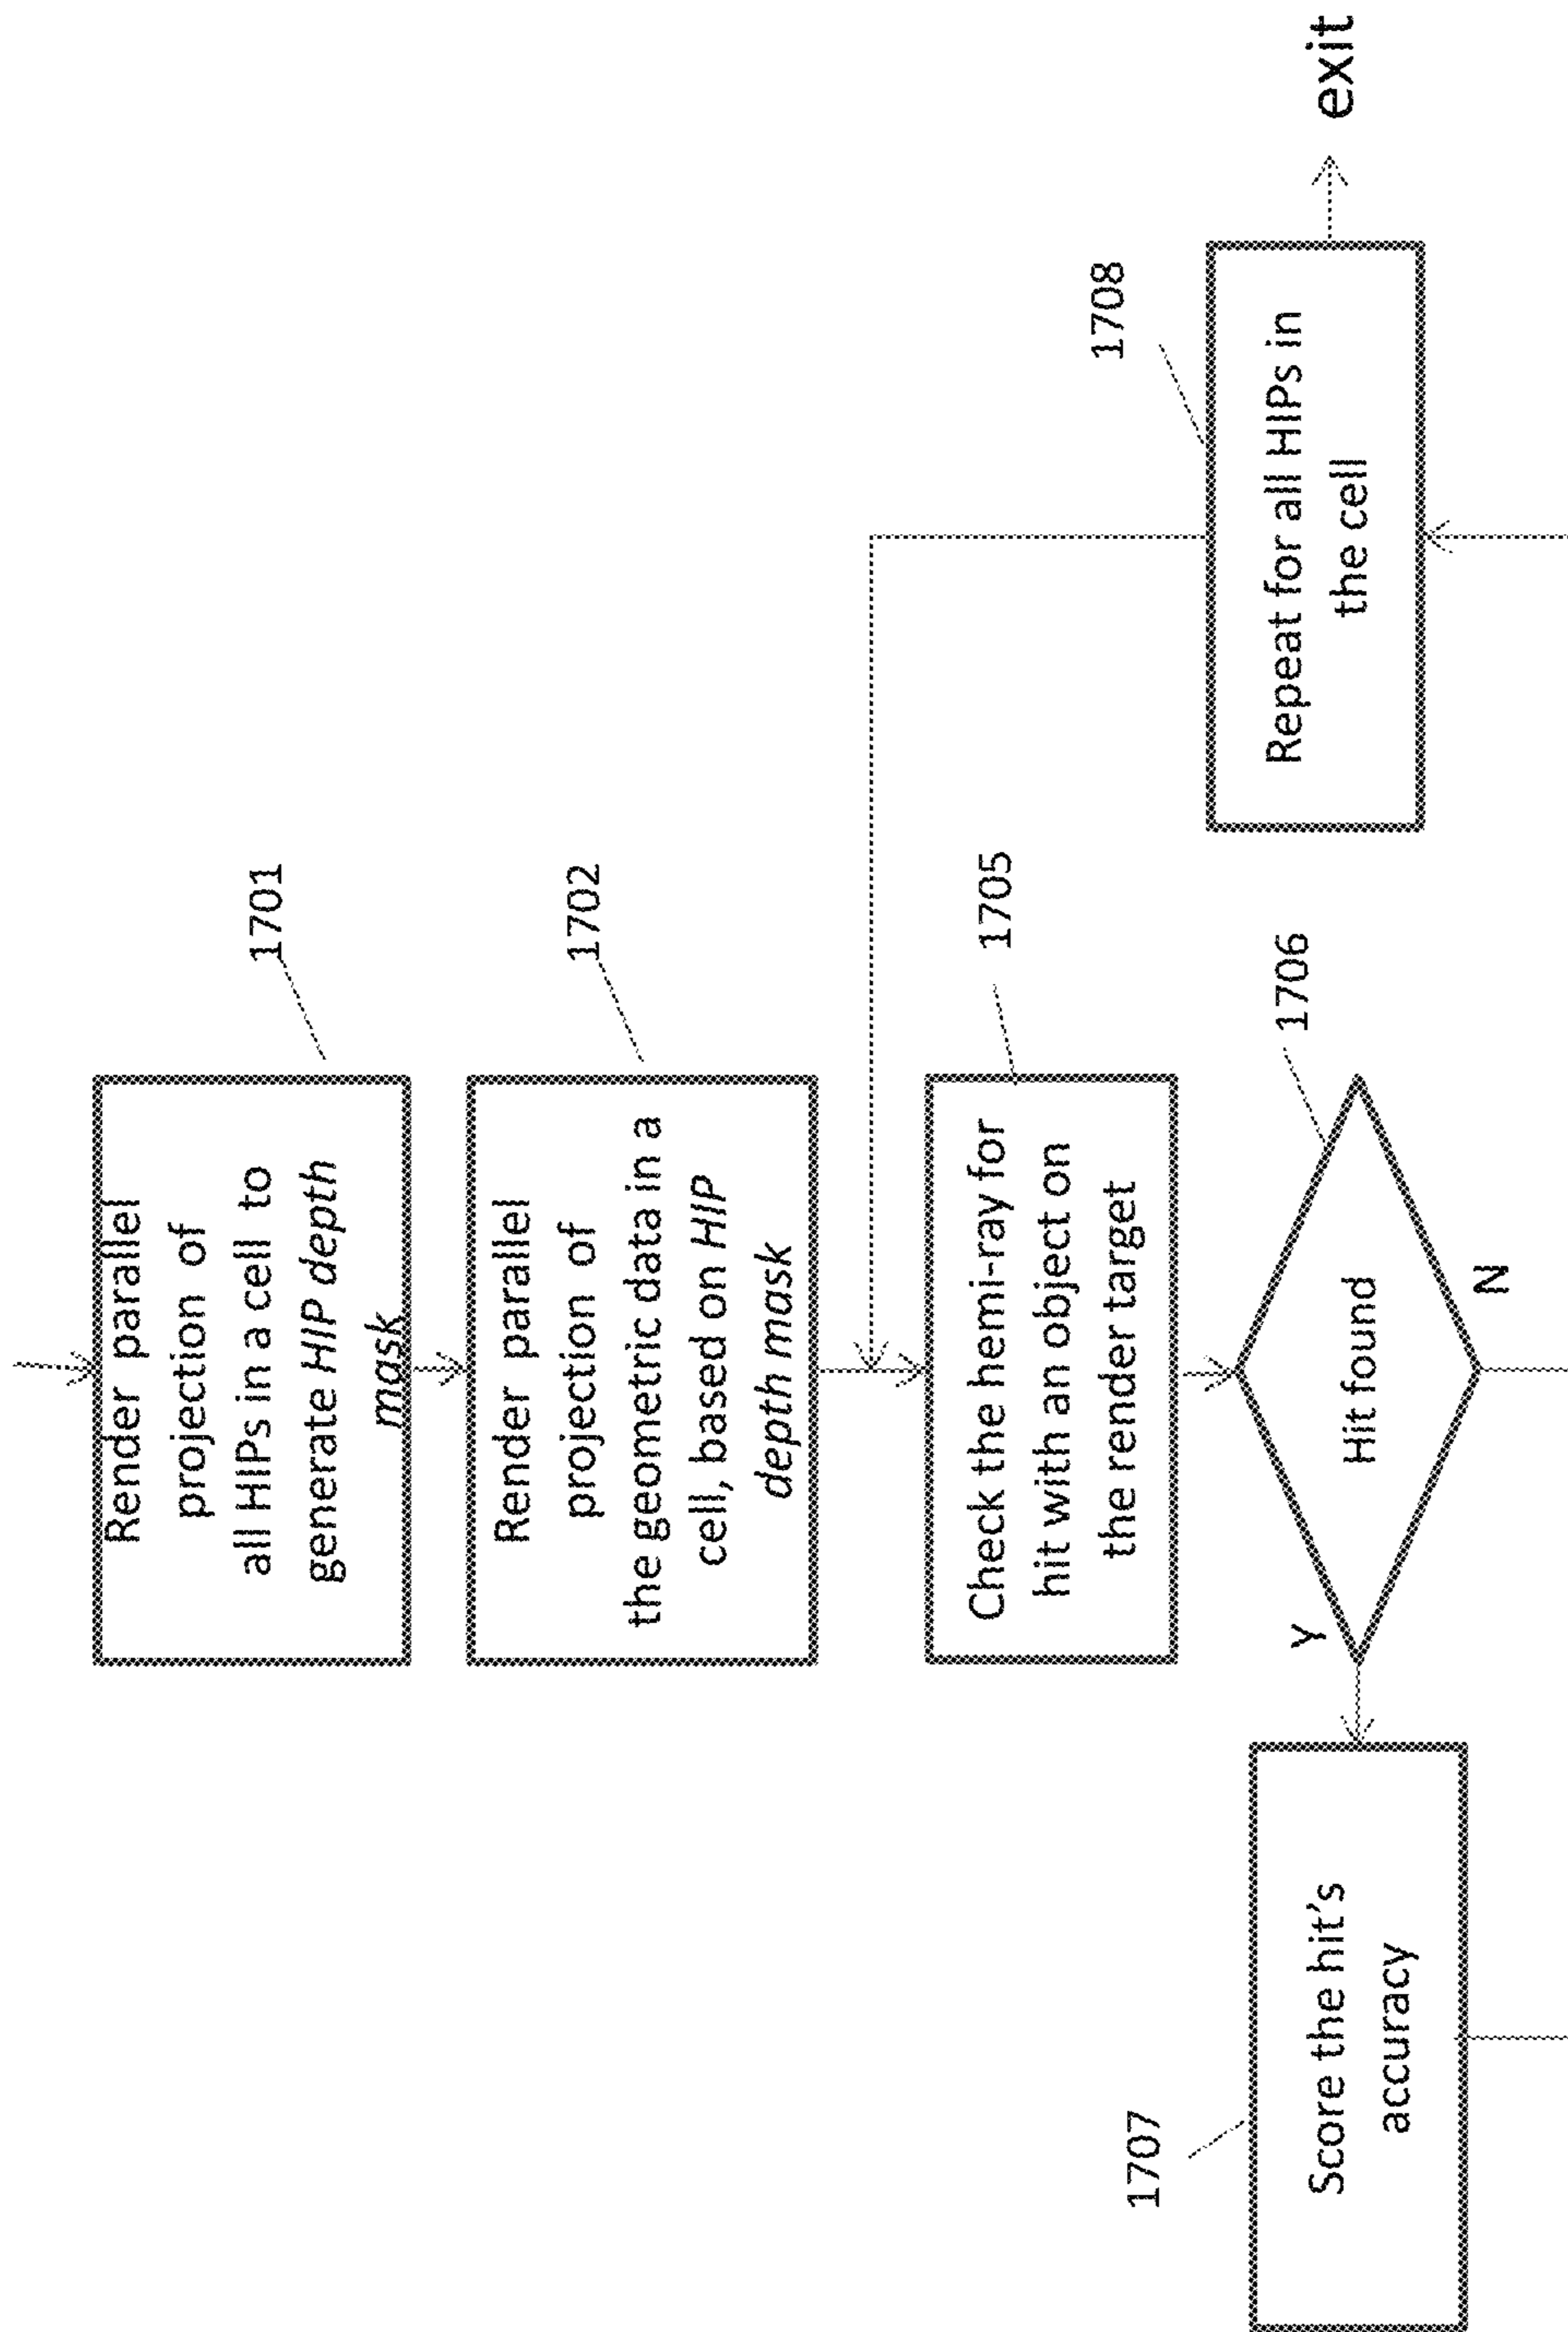 Render parallel
projection of
all HIPs in a cell to
generate HIP depth
mask
1701
Render parallel
projection of
the geometric data in a
cell, based on HIP
depth mask
1702
Check the hemi-ray for
hit with an object on
the render target
1705
Hit found
1706
Y
N
Score the hit's
accuracy
1707
Repeat for all HIPs in
the cell
1708
exit